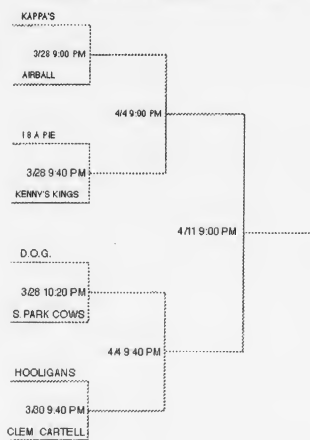 KAPPA'S
3/28 9:00 PM
AIRBALL
4/4 9:00 PM
I 8 A PIE
3/28 9:40 PM
KENNY'S KINGS
4/11 9:00 PM
D.O.G.
3/28 10:20 PM
S. PARK COWS
4/4 9:40 PM
HOOLIGANS
3/30 9:40 PM
CLEM. CARTELL